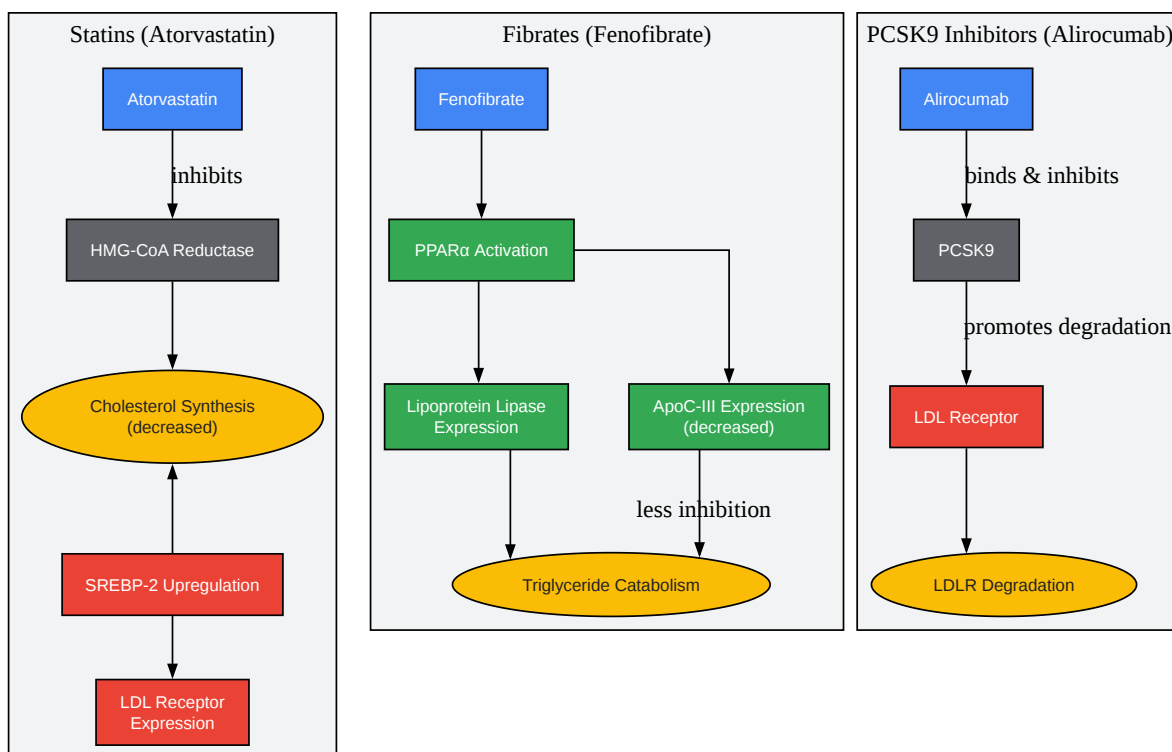 Statins (Atorvastatin)
Atorvastatin
inhibits
HMG-CoA Reductase
Cholesterol Synthesis
(decreased)
SREBP-2 Upregulation
LDL Receptor
Expression
Fibrates (Fenofibrate)
Fenofibrate
PPARα Activation
Lipoprotein Lipase
Expression
ApoC-III Expression
(decreased)
less inhibition
Triglyceride Catabolism
PCSK9 Inhibitors (Alirocumab)
Alirocumab
binds & inhibits
PCSK9
promotes degradation
LDL Receptor
LDLR Degradation